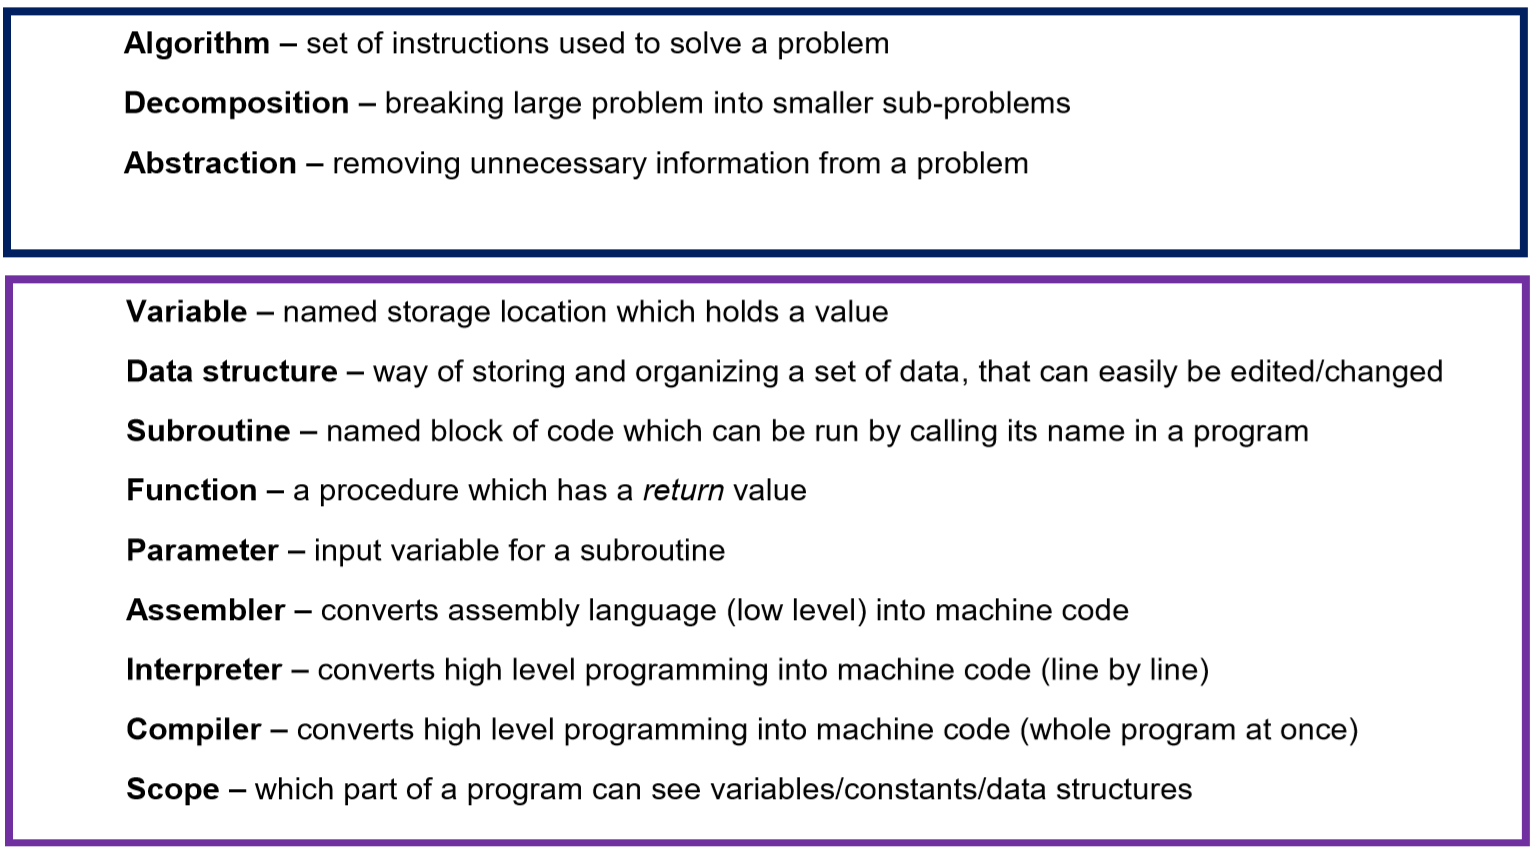 Algorithm – set of instructions used to solve a problem
Decomposition – breaking large problem into smaller sub-problems
Abstraction – removing unnecessary information from a problem
Variable – named storage location which holds a value
Data structure – way of storing and organizing a set of data, that can easily be edited/changed
Subroutine – named block of code which can be run by calling its name in a program
Function – a procedure which has a return value
Parameter – input variable for a subroutine
Assembler – converts assembly language (low level) into machine code
Interpreter – converts high level programming into machine code (line by line)
Compiler – converts high level programming into machine code (whole program at once)
Scope – which part of a program can see variables/constants/data structures